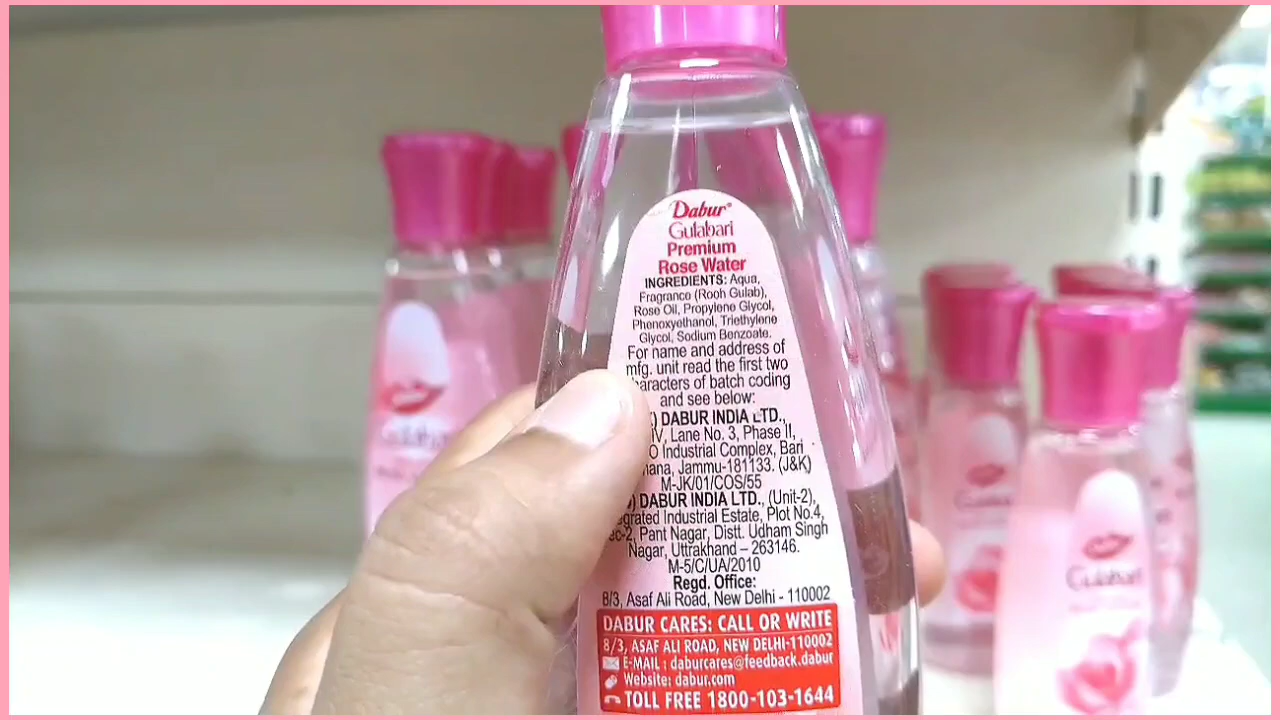 Dabur
Gulabari
Premium
Rose Water
INGREDIENTS: Aqua,
Fragrance (Rooh Gulab),
Rose Oil, Propylene Glycol,
Phenoxyethanol, Triethylene
Glycol, Sodium Benzoate.
For name and address of
mfg. unit read the first two
characters of batch coding
and see below:
DABUR INDIA LTD.,
IV, Lane No. 3, Phase II,
O Industrial Complex, Bari
Jammu-181133. (J&K)
M-JK/01/COS/55
DABUR INDIA LTD., (Unit-2),
Industrial Estate, Plot No.4,
Pant Nagar, Distt. Udham Singh
Nagar, Uttrakhand – 263146.
M-5/C/UA/2010
Regd. Office:
8/3, Asaf Ali Road, New Delhi - 110002
DABUR CARES: CALL OR WRITE
8/3, ASAF ALI ROAD, NEW DELHI-110002
E-MAIL : daburcares@feedback.dabur
Website: dabur.com
TOLL FREE 1800-103-1644
Gulabari